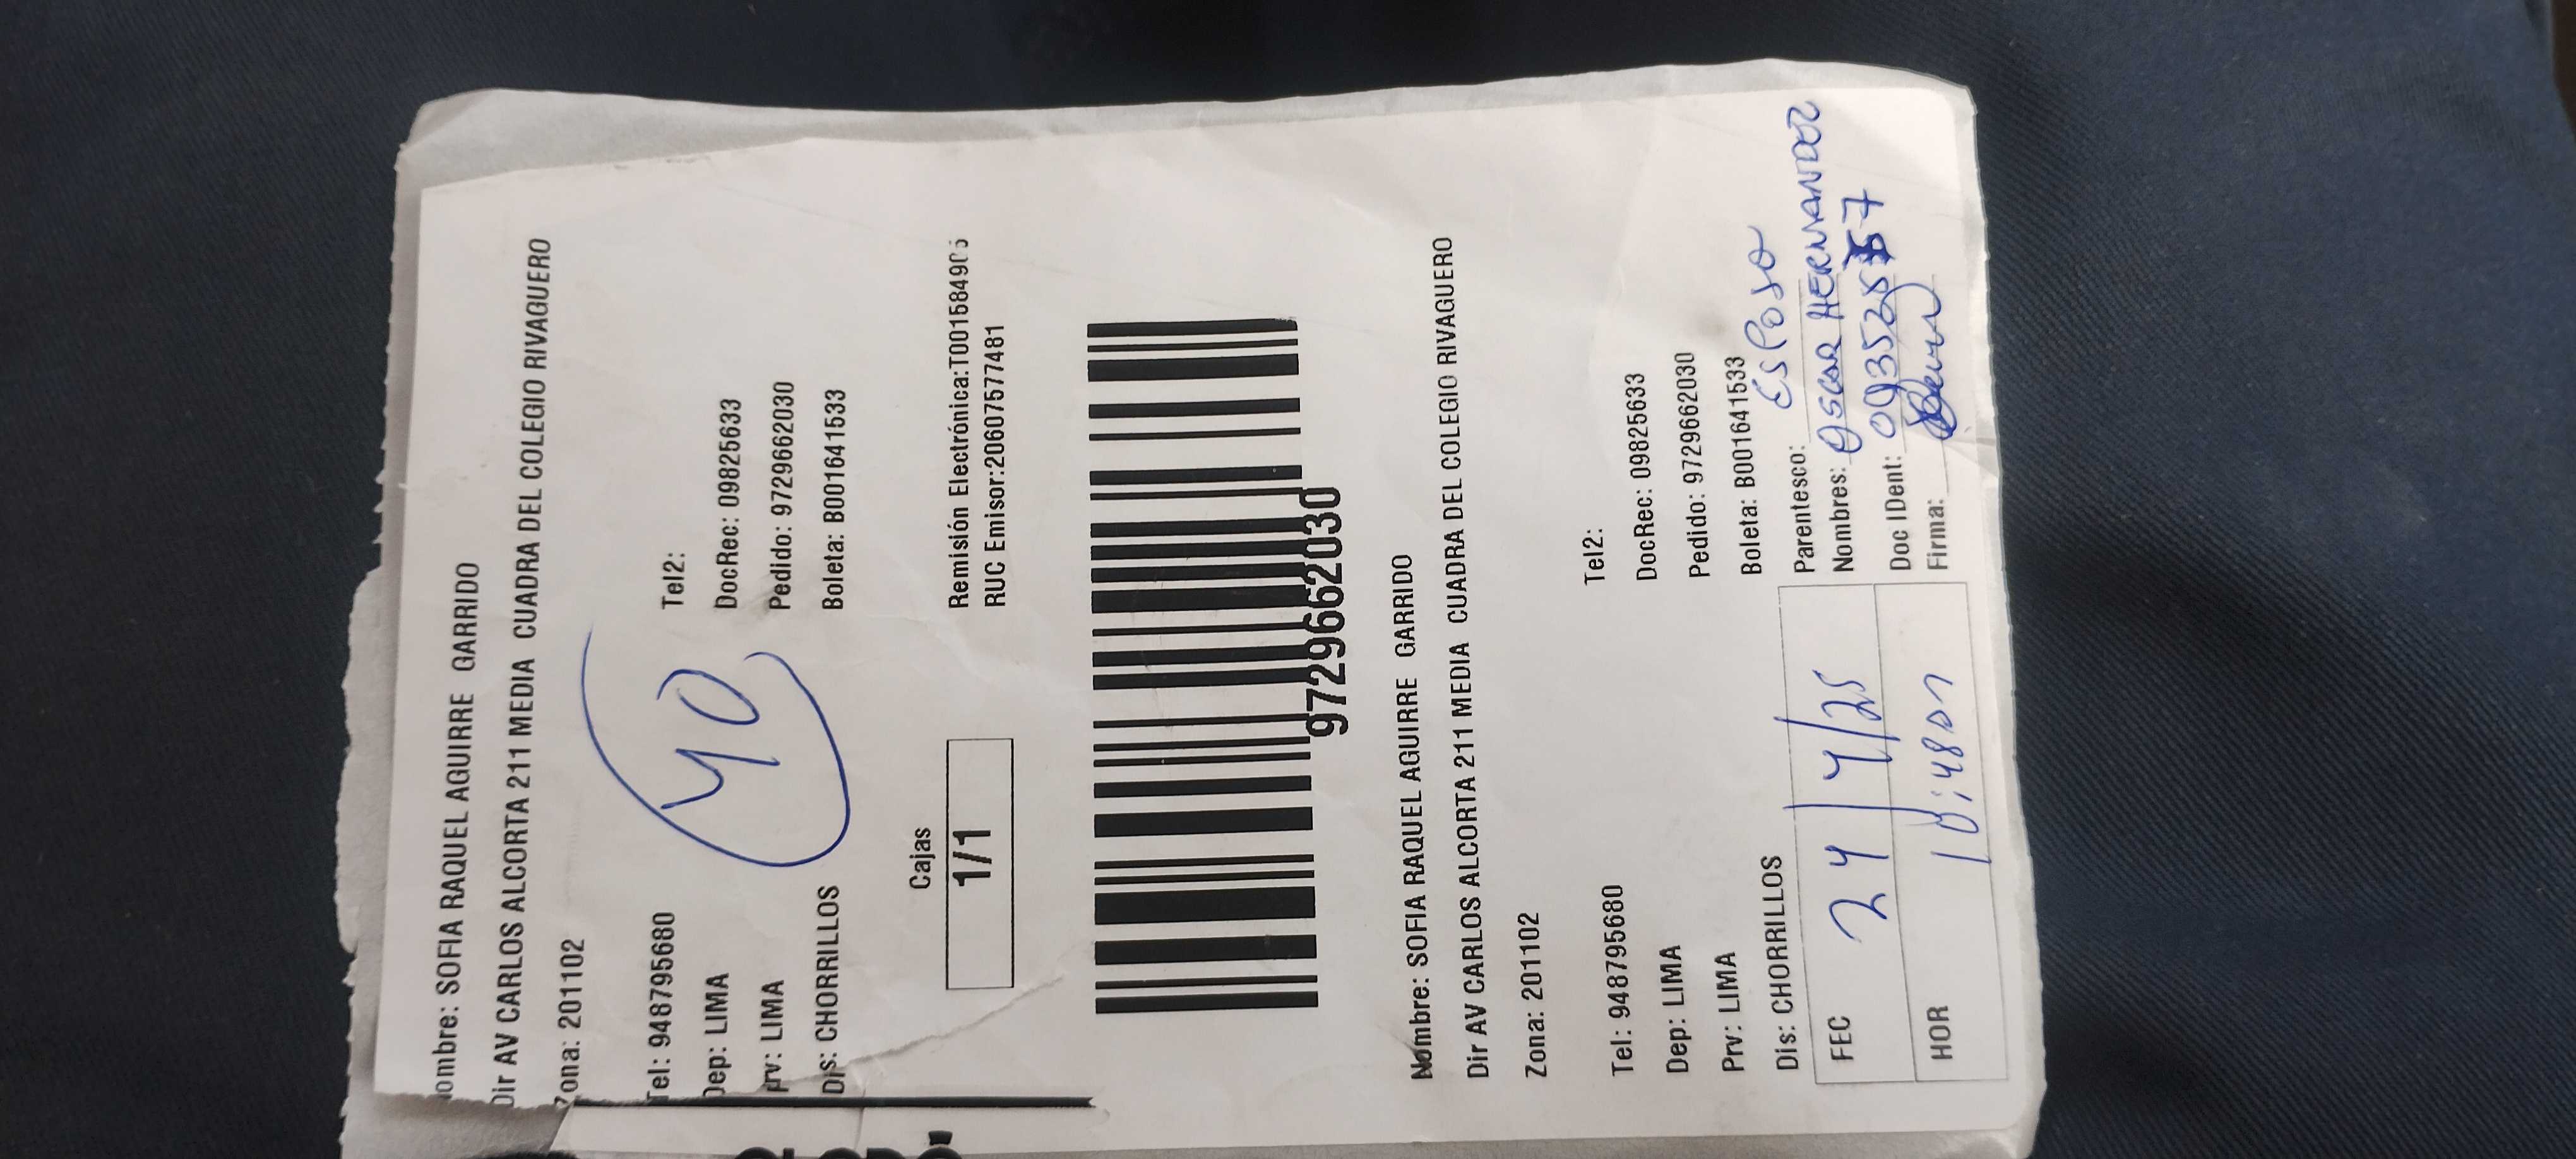 ombre: SOFIA RAQUEL AGUIRRE GARRIDO
Dir AV CARLOS ALCORTA 211 MEDIA CUADRA DEL COLEGIO RIVAGUERO
Zona: 201102
Tel: 948795680 Tel2:
Dep: LIMA DocRec: 09825633
Prv: LIMA Pedido: 9729662030
Dis: CHORRILLOS Boleta: B001641533
40
Cajas
1/1
Remisión Electrónica:T001584905
RUC Emisor:20607577481
9729662030
Nombre: SOFIA RAQUEL AGUIRRE GARRIDO
Dir AV CARLOS ALCORTA 211 MEDIA CUADRA DEL COLEGIO RIVAGUERO
Zona: 201102
Tel: 948795680 Tel2:
Dep: LIMA DocRec: 09825633
Prv: LIMA Pedido: 9729662030
Dis: CHORRILLOS Boleta: B001641533
FEC 24/4/25 Parentesco: ESPOSO
Nombres: OSCAR HERNANDEZ
HOR Doc IDent:
Firma: